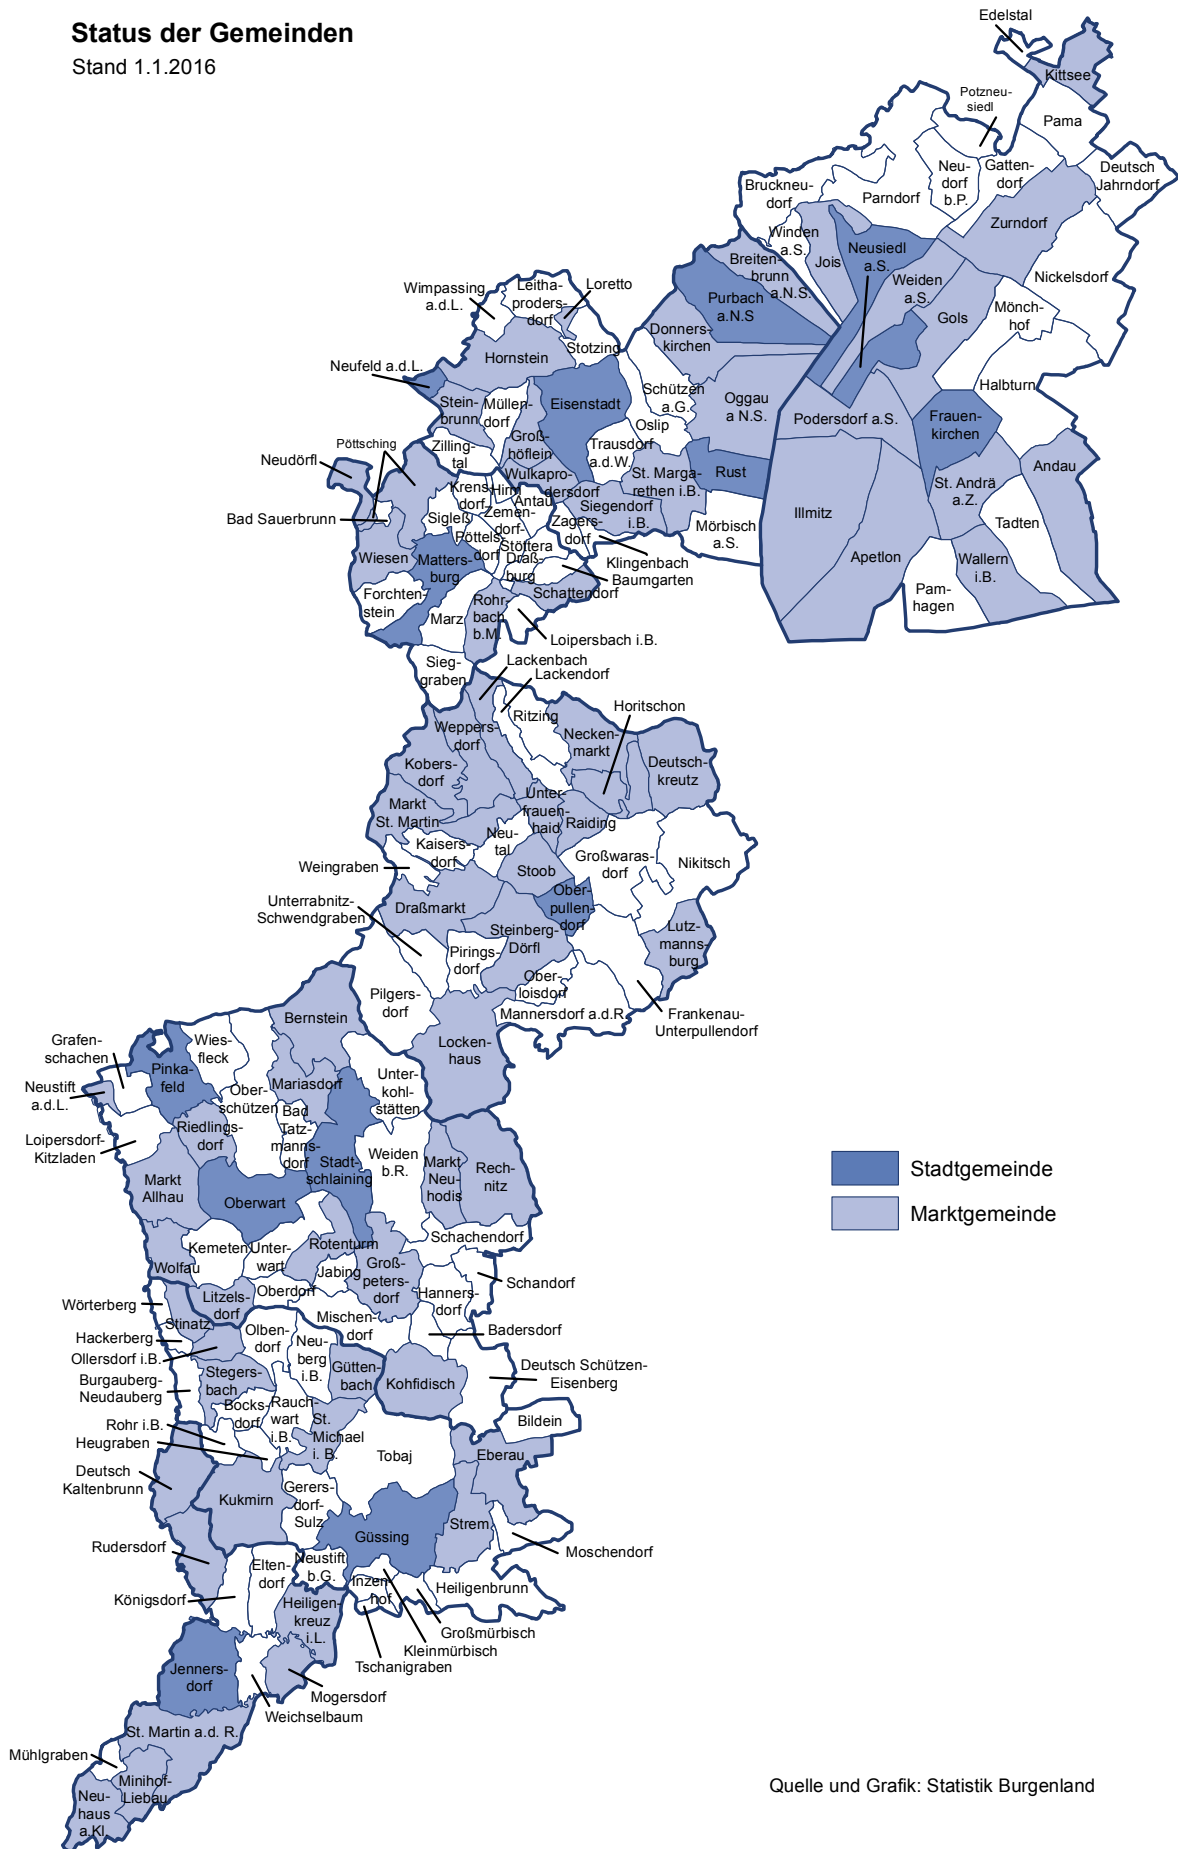 Status der Gemeinden
Stand 1.1.2016
Edelstal
Kittsee
Potzneu-
siedl
Pama
Deutsch
Jahrndorf
Gatten-
dorf
Neu-
dorf
b.P.
Parndorf
Bruckneu-
dorf
Zurndorf
Winden
a.S.
Jois
Neusiedl
a.S.
Nickelsdorf
Breiten-
brunn
a.N.S.
Weiden
a.S.
Mönch-
hof
Gols
Purbach
a.N.S
Donners-
kirchen
Halbturn
Wimpassing
a.d.L.
Leitha-
proders-
dorf
Loretto
Stotzing
Hornstein
Neufeld a.d.L.
Stein-
brunn
Müllen-
dorf
Eisenstadt
Schützen
a.G.
Oggau
a N.S.
Podersdorf a.S.
Frauen-
kirchen
Oslip
Groß-
höflein
Trausdorf
a.d.W.
Zilling-
tal
Pöttsching
Neudörfl
Wulkapro-
dersdorf
St. Marga-
rethen i.B.
Rust
St. Andrä
a.Z.
Andau
Krens-
dorf
Hirm
Antau
Siegendorf
i.B.
Bad Sauerbrunn
Sigleß
Zemen-
dorf-
Stöttera
Zagers-
dorf
Mörbisch
a.S.
Illmitz
Tadten
Pöttels-
dorf
Wiesen
Matters-
burg
Draß-
burg
Klingenbach
Baumgarten
Apetlon
Wallern
i.B.
Pam-
hagen
Forchten-
stein
Schattendorf
Rohr-
bach
b.M.
Marz
Loipersbach i.B.
Sieg-
graben
Lackenbach
Lackendorf
Ritzing
Horitschon
Weppers-
dorf
Necken-
markt
Deutsch-
kreutz
Kobers-
dorf
Markt
St. Martin
Unter-
frauen-
haid
Raiding
Neu-
tal
Kaisers-
dorf
Weingraben
Großwaras-
dorf
Nikitsch
Stoob
Ober-
pullen-
dorf
Unterrabnitz-
Schwendgraben
Draßmarkt
Steinberg-
Dörfl
Lutz-
manns-
burg
Pirings-
dorf
Ober-
loisdorf
Pilgers-
dorf
Mannersdorf a.d.R.
Frankenau-
Unterpullendorf
Bernstein
Locken-
haus
Grafen-
schachen
Wies-
fleck
Pinka-
feld
Neustift
a.d.L.
Mariasdorf
Unter-
kohl-
stätten
Ober-
schützen
Bad
Tatz-
manns-
dorf
Riedlings-
dorf
Loipersdorf-
Kitzladen
Stadt-
schlaining
Weiden
b.R.
Markt
Neu-
hodis
Rech-
nitz
Markt
Allhau
Oberwart
Stadtgemeinde
Marktgemeinde
Kemeten
Unter-
wart
Rotenturm
Schachendorf
Wolfau
Jabing
Groß-
peters-
dorf
Schandorf
Litzels-
dorf
Oberdorf
Hanners-
dorf
Wörterberg
Stinatz
Mischen-
dorf
Badersdorf
Hackerberg
Olben-
dorf
Ollersdorf i.B.
Neu-
berg
i.B.
Deutsch Schützen-
Eisenberg
Burgauberg-
Neudauberg
Stegers-
bach
Gütten-
bach
Kohfidisch
Bocks-
dorf
Rauch-
wart
i.B.
Bildein
Rohr i.B.
Heugraben
St.
Michael
i. B.
Tobaj
Eberau
Deutsch
Kaltenbrunn
Kukmirn
Gerers-
dorf-
Sulz
Strem
Güssing
Moschendorf
Rudersdorf
Neustift
b.G.
Elten-
dorf
Inzen-
hof
Heiligenbrunn
Königsdorf
Heiligen-
kreuz
i.L.
Großmürbisch
Kleinmürbisch
Tschanigraben
Jenners-
dorf
Mogersdorf
Weichselbaum
St. Martin a.d. R.
Mühlgraben
Minihof-
Liebau
Neu-
haus
a.Kl.
Quelle und Grafik: Statistik Burgenland